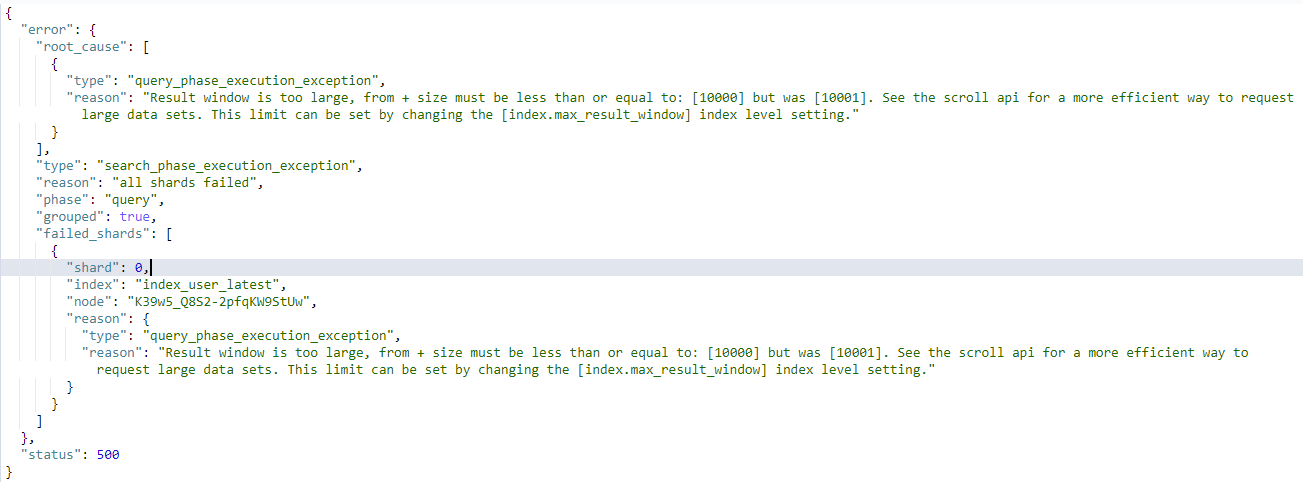 {
"error": {
"root_cause": [
{
"type": "query_phase_execution_exception",
"reason": "Result window is too large, from + size must be less than or equal to: [10000] but was [10001]. See the scroll api for a more efficient way to request
large data sets. This limit can be set by changing the [index.max_result_window] index level setting."
}
],
"type": "search_phase_execution_exception",
"reason": "all shards failed",
"phase": "query",
"grouped": true,
"failed_shards": [
{
"shard": 0,
"index": "index_user_latest",
"node": "K39w5_Q8S2-2pfqKW9StUw",
"reason": {
"type": "query_phase_execution_exception",
"reason": "Result window is too large, from + size must be less than or equal to: [10000] but was [10001]. See the scroll api for a more efficient way to
request large data sets. This limit can be set by changing the [index.max_result_window] index level setting."
}
}
]
},
"status": 500
}